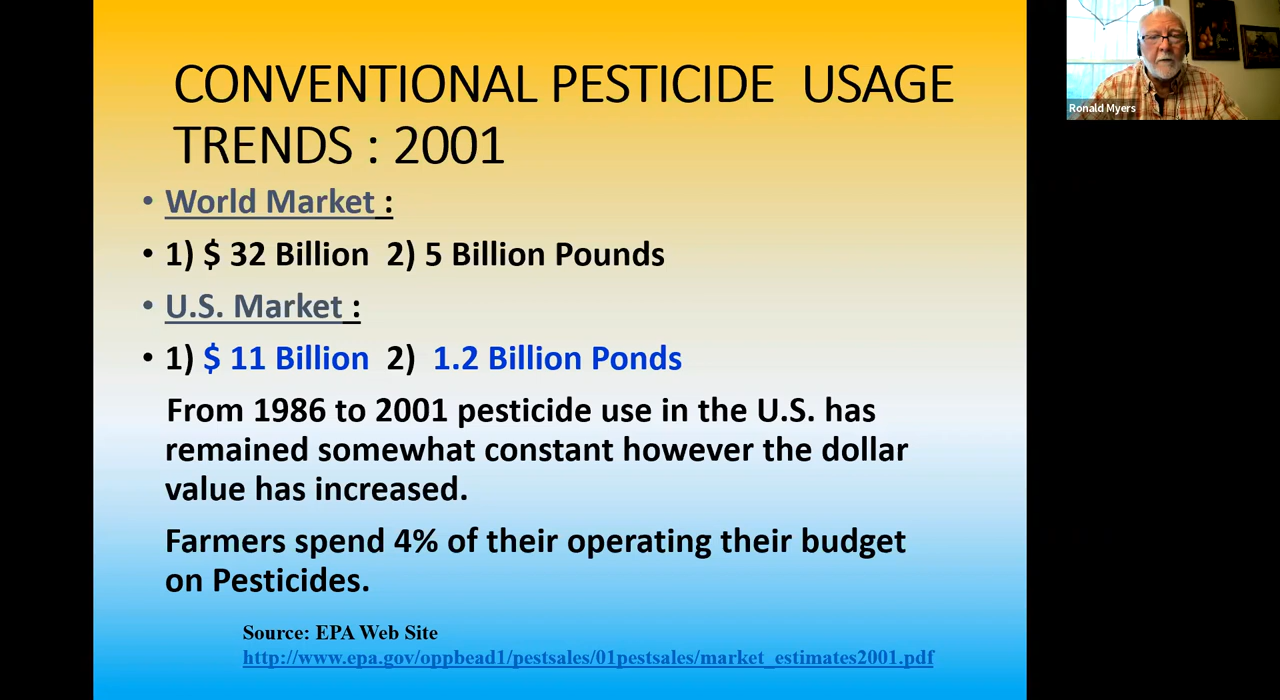 CONVENTIONAL PESTICIDE USAGE
TRENDS : 2001
• World Market :
• 1) $ 32 Billion 2) 5 Billion Pounds
• U.S. Market :
• 1) $ 11 Billion 2) 1.2 Billion Ponds
From 1986 to 2001 pesticide use in the U.S. has
remained somewhat constant however the dollar
value has increased.
Farmers spend 4% of their operating their budget
on Pesticides.
Source: EPA Web Site
http://www.epa.gov/oppbead1/pestsales/01pestsales/market_estimates2001.pdf
Ronald Myers